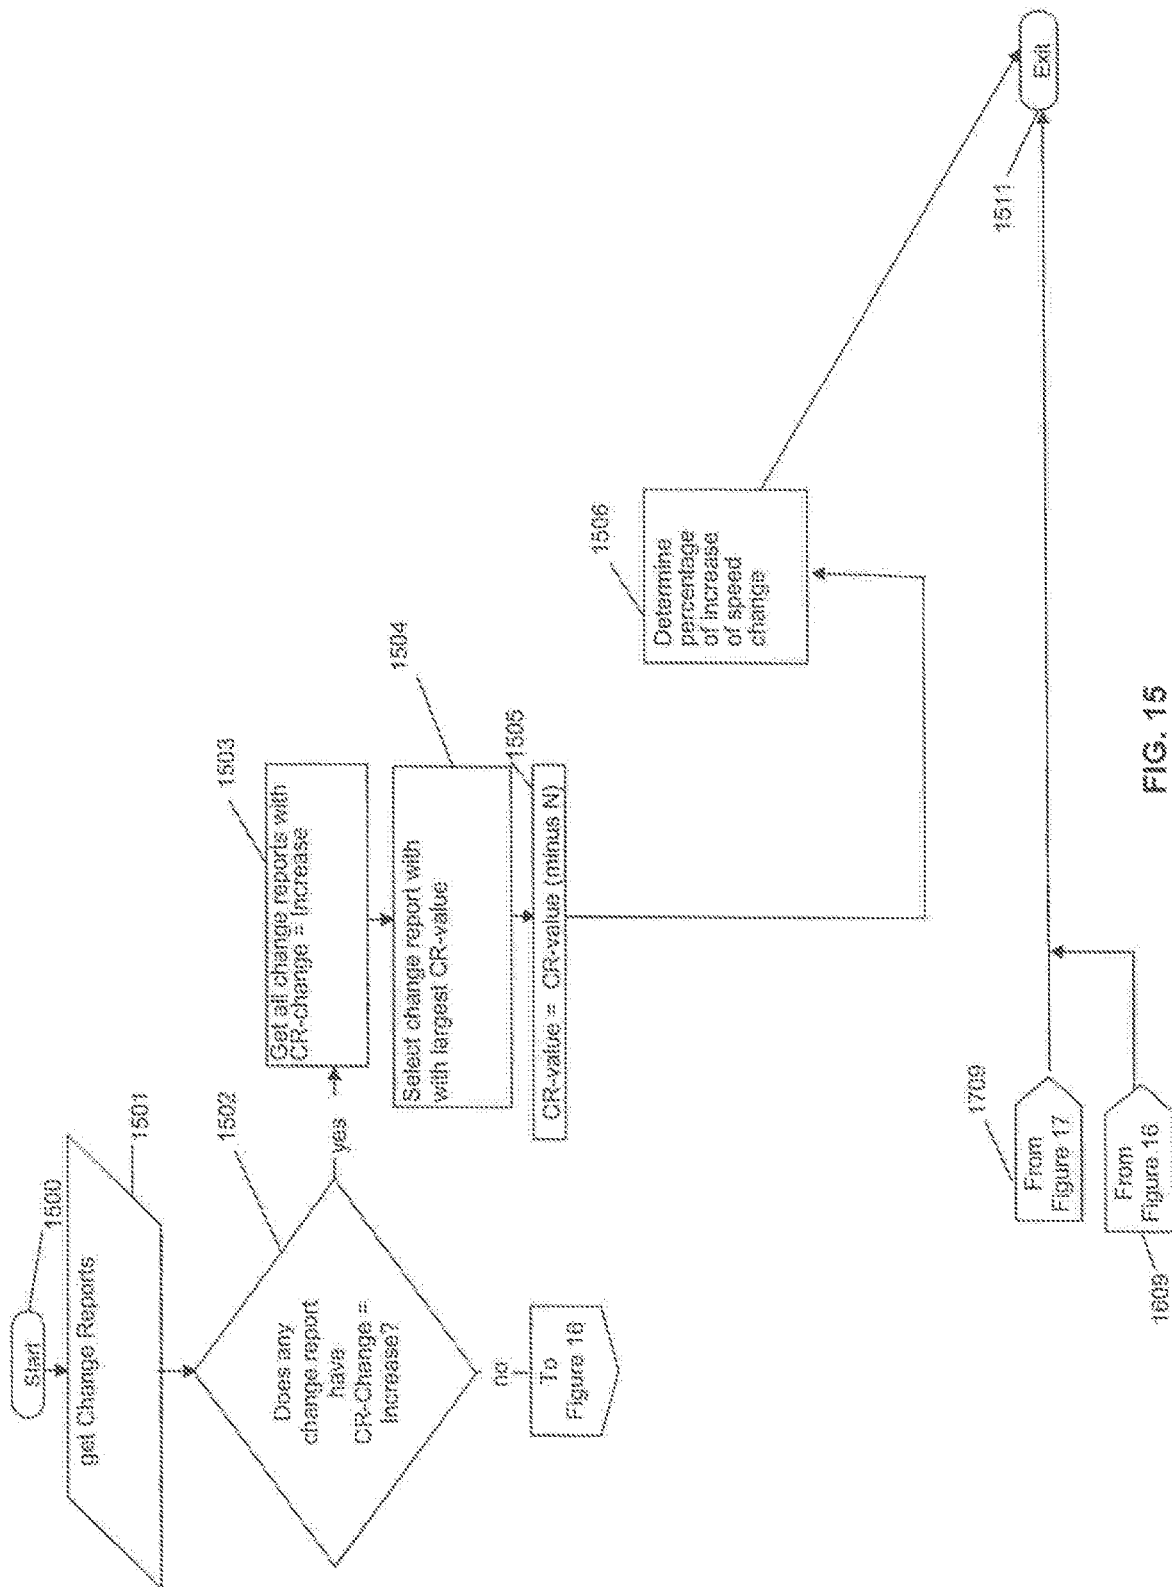 Start
1500
get Change Reports
1501
Does any
change report
have
CR-Change =
Increase?
1502
yes
no
To
Figure 16
Get all change reports with
CR-change = Increase
1503
Select change report with
with largest CR-value
1504
CR-value = CR-value (minus N)
1505
Determine
percentage
of increase
of speed
change
1506
From
Figure 17
1709
From
Figure 16
1609
Exit
1511
FIG. 15